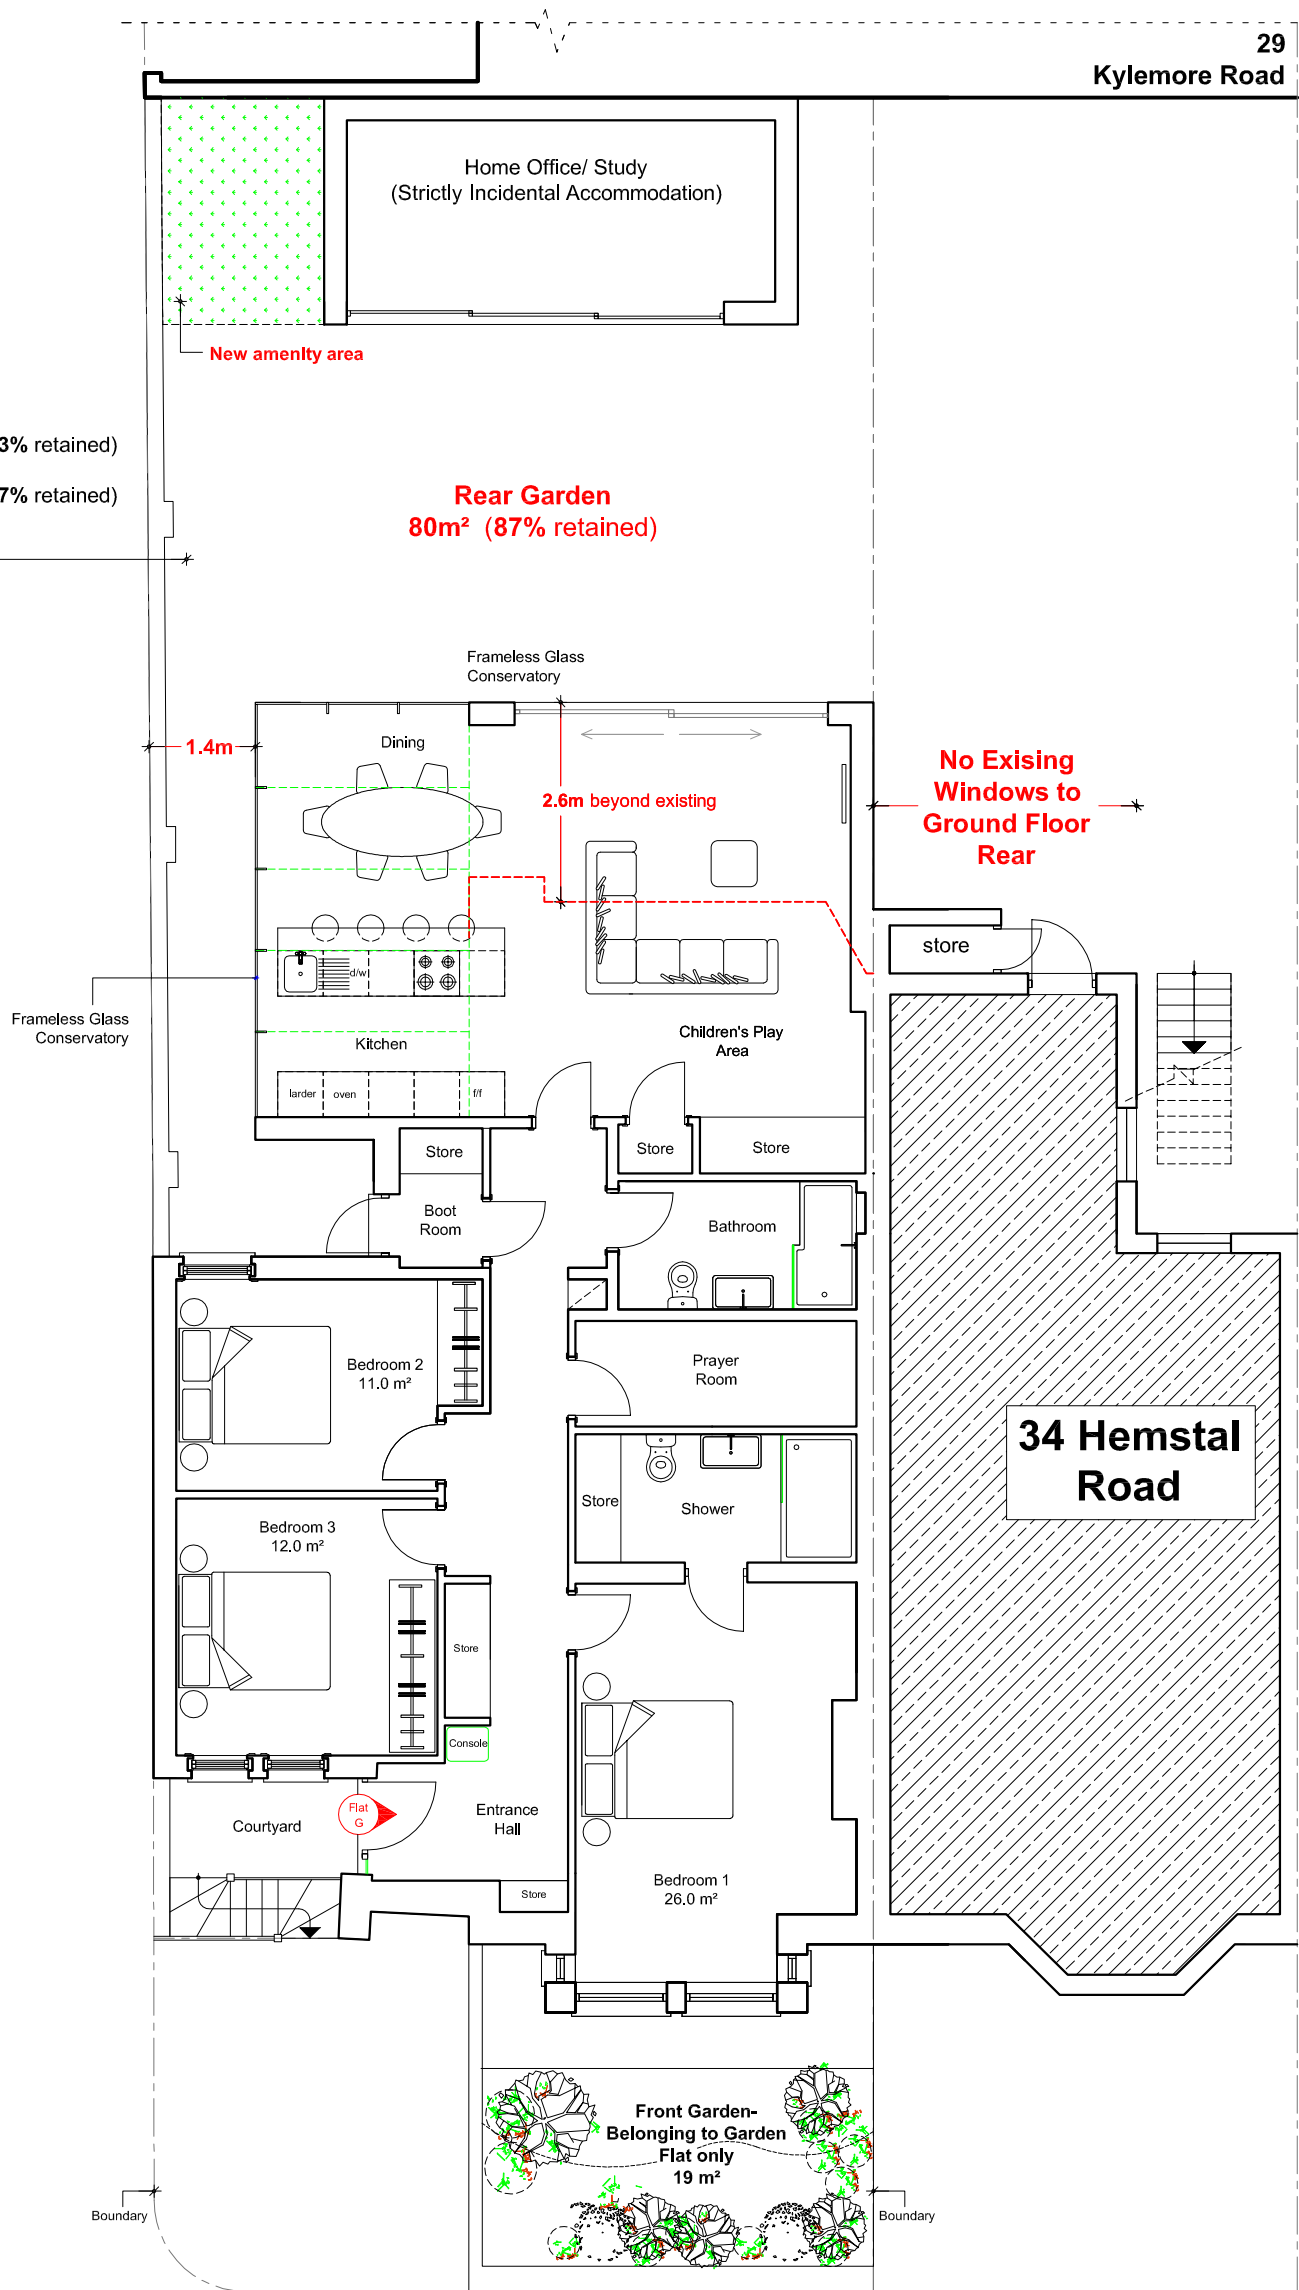 29
Kylemore Road
Home Office/ Study
(Strictly Incidental Accommodation)
New amenity area
3% retained)
7% retained)
Rear Garden
80m² (87% retained)
Frameless Glass
Conservatory
1.4m
Dining
2.6m beyond existing
No Exising
Windows to
Ground Floor
Rear
store
d/w
Frameless Glass
Conservatory
Kitchen
Children's Play
Area
larder
oven
f/f
Store
Store
Store
Boot
Room
Bathroom
Bedroom 2
11.0 m²
Prayer
Room
34 Hemstal
Road
Store
Shower
Bedroom 3
12.0 m²
Store
Console
Flat
G
Courtyard
Entrance
Hall
Bedroom 1
26.0 m²
Store
Front Garden-
Belonging to Garden
Flat only
19 m²
Boundary
Boundary